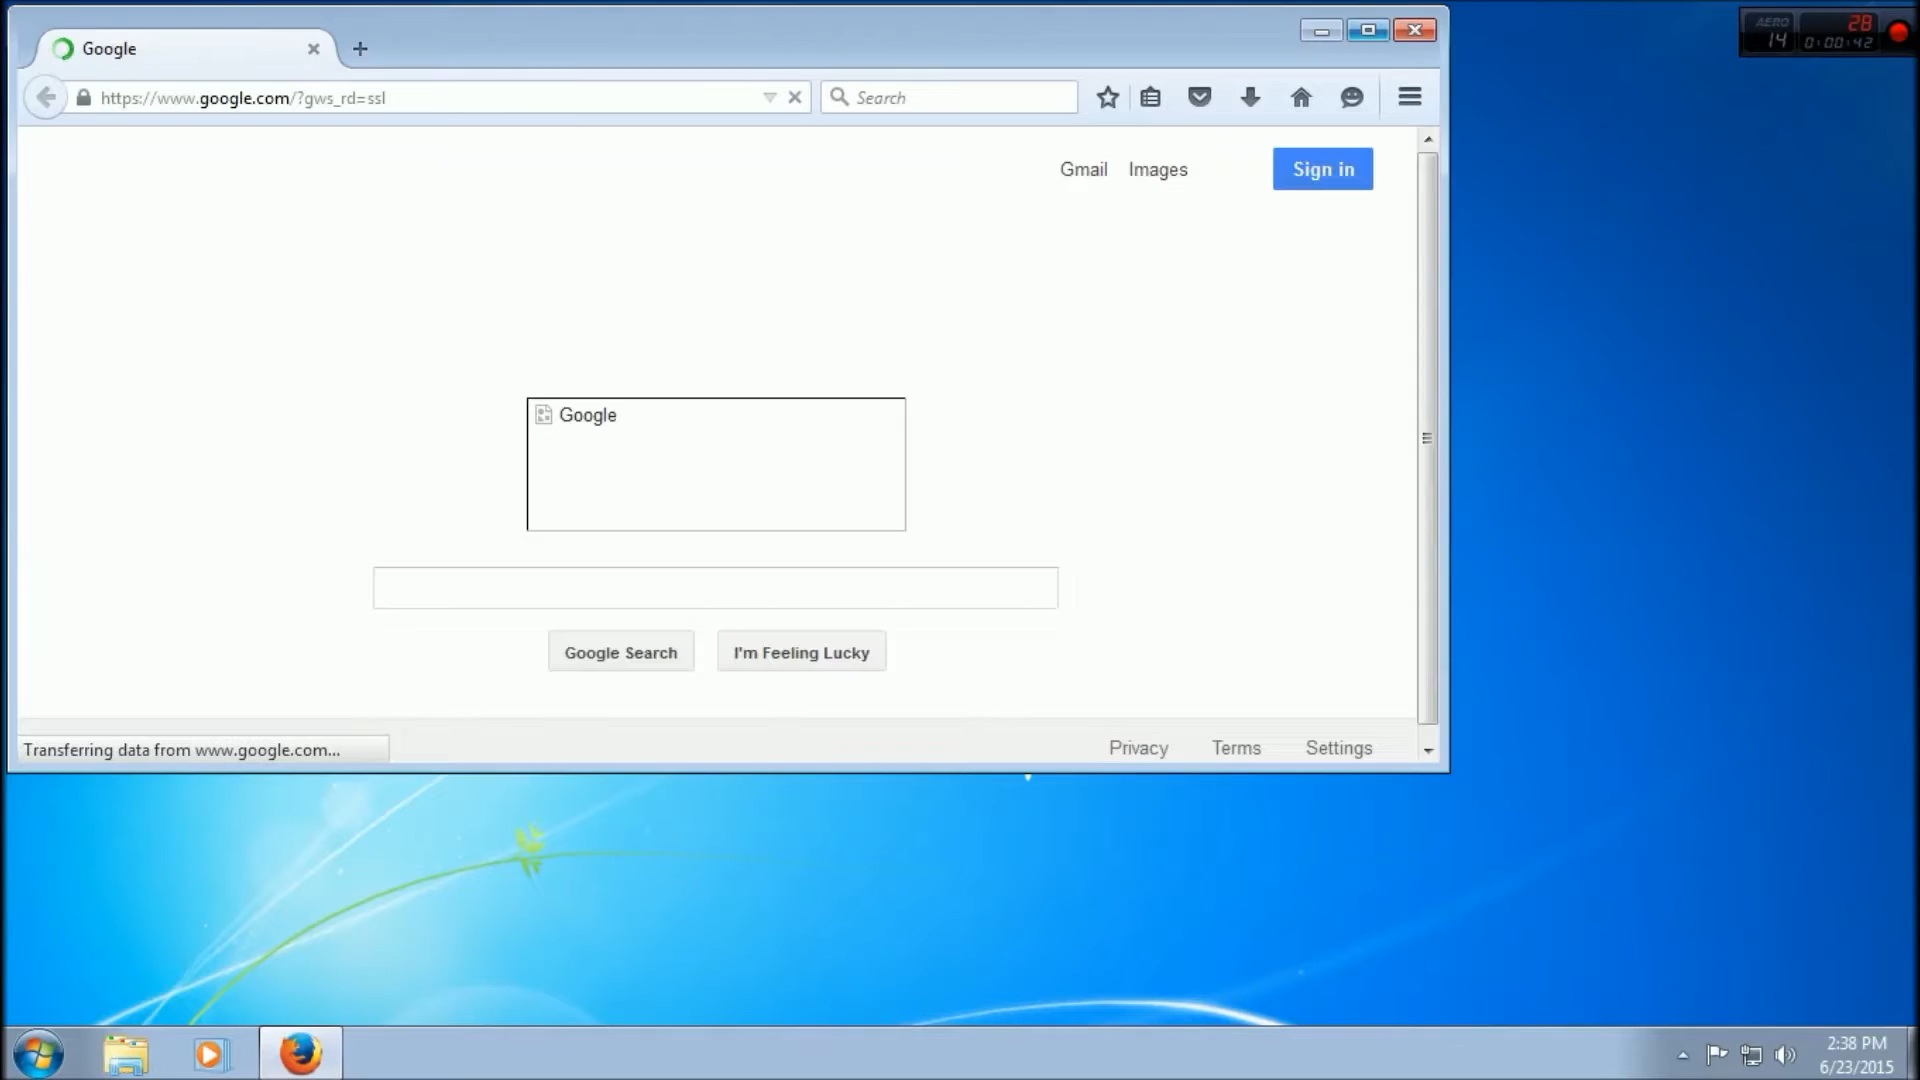 Google
AERO
28
14
0:00:42
https://www.google.com/?gws_rd=ssl
Search
Gmail
Images
Sign in
Google
Google Search
I'm Feeling Lucky
Transferring data from www.google.com...
Privacy
Terms
Settings
2:38 PM
6/23/2015